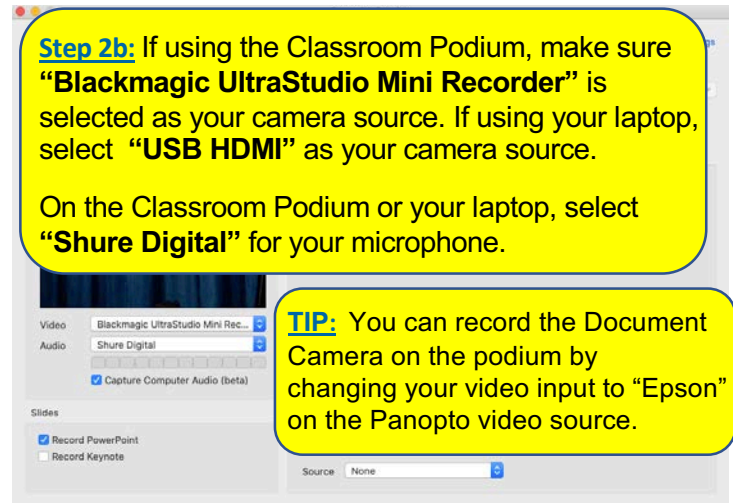 Step 2b: If using the Classroom Podium, make sure
“Blackmagic UltraStudio Mini Recorder” is
selected as your camera source. If using your laptop,
select “USB HDMI” as your camera source.
On the Classroom Podium or your laptop, select
“Shure Digital” for your microphone.
Video Blackmagic UltraStudio Mini Rec...
Audio Shure Digital
Capture Computer Audio (beta)
TIP: You can record the Document
Camera on the podium by
changing your video input to “Epson”
on the Panopto video source.
Slides
Record PowerPoint
Record Keynote
Source None